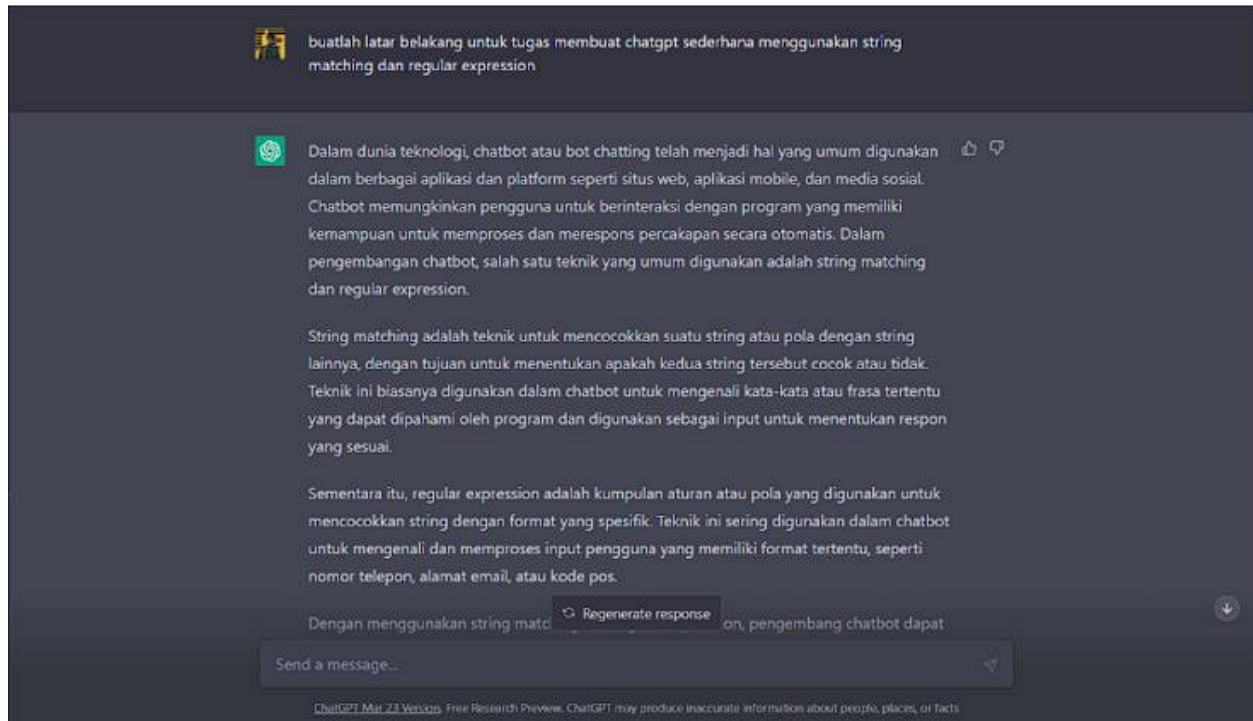 buatlah latar belakang untuk tugas membuat chatgpt sederhana menggunakan string
matching dan regular expression
Dalam dunia teknologi, chatbot atau bot chatting telah menjadi hal yang umum digunakan
dalam berbagai aplikasi dan platform seperti situs web, aplikasi mobile, dan media sosial.
Chatbot memungkinkan pengguna untuk berinteraksi dengan program yang memiliki
kemampuan untuk memproses dan merespons percakapan secara otomatis. Dalam
pengembangan chatbot, salah satu teknik yang umum digunakan adalah string matching
dan regular expression.
String matching adalah teknik untuk mencocokkan suatu string atau pola dengan string
lainnya, dengan tujuan untuk menentukan apakah kedua string tersebut cocok atau tidak.
Teknik ini biasanya digunakan dalam chatbot untuk mengenali kata-kata atau frasa tertentu
yang dapat dipahami oleh program dan digunakan sebagai input untuk menentukan respon
yang sesuai.
Sementara itu, regular expression adalah kumpulan aturan atau pola yang digunakan untuk
mencocokkan string dengan format yang spesifik. Teknik ini sering digunakan dalam chatbot
untuk mengenali dan memproses input pengguna yang memiliki format tertentu, seperti
nomor telepon, alamat email, atau kode pos.
Regenerate response
Dengan menggunakan string on, pengembang chatbot dapat
Send a message...
ChatGPT Mar 23 Version. Free Research Preview. ChatGPT may produce inaccurate information about people, places, or facts